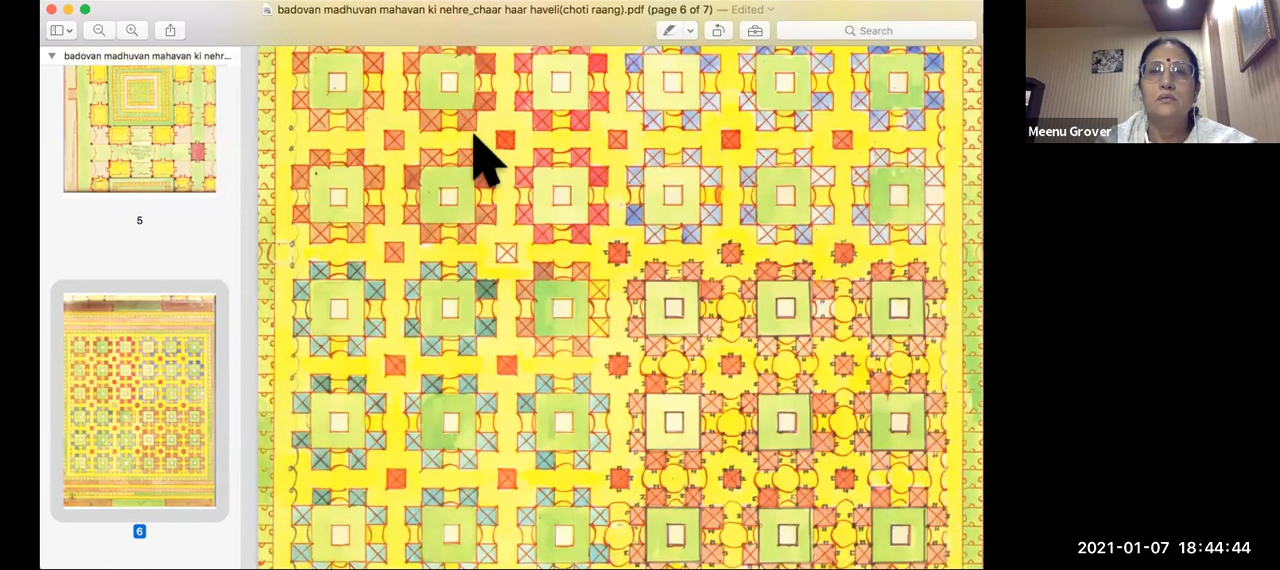 badovan madhuvan mahavan ki nehre_chaar haar haveli(choti raang).pdf (page 6 of 7) — Edited
Search
badovan madhuvan mahavan ki nehr...
5
6
Meenu Grover
2021-01-07 18:44:44